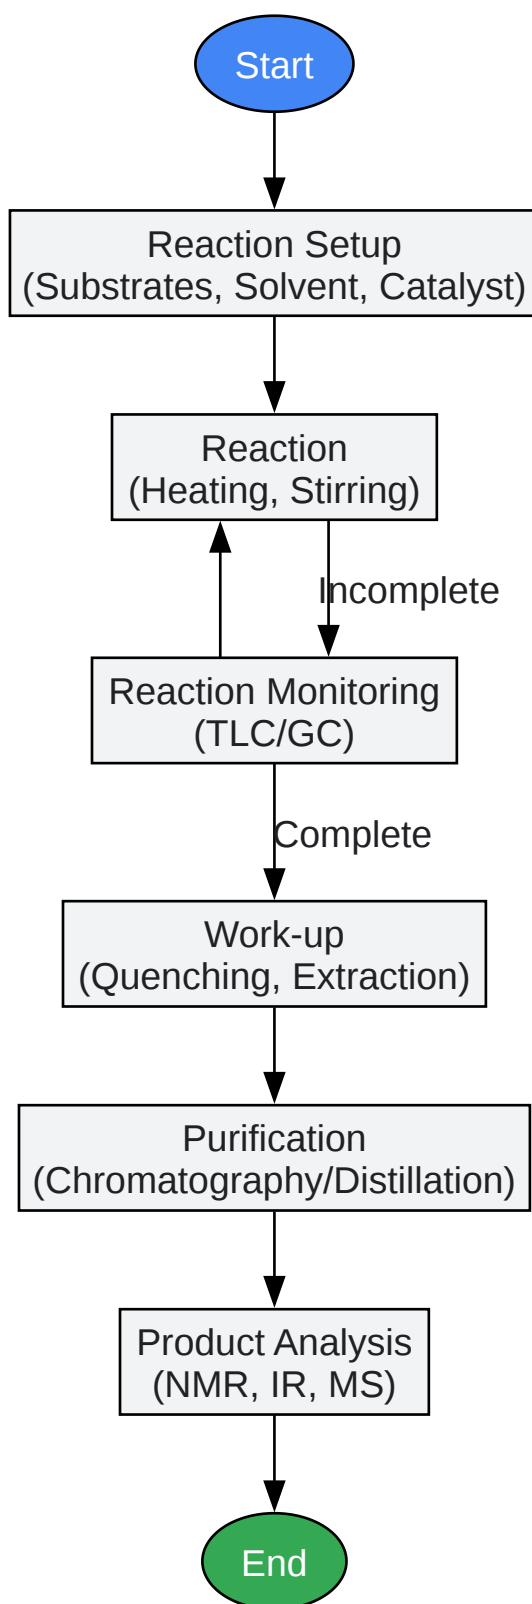 Start
Reaction Setup
(Substrates, Solvent, Catalyst)
Reaction
(Heating, Stirring)
Incomplete
Reaction Monitoring
(TLC/GC)
Complete
Work-up
(Quenching, Extraction)
Purification
(Chromatography/Distillation)
Product Analysis
(NMR, IR, MS)
End